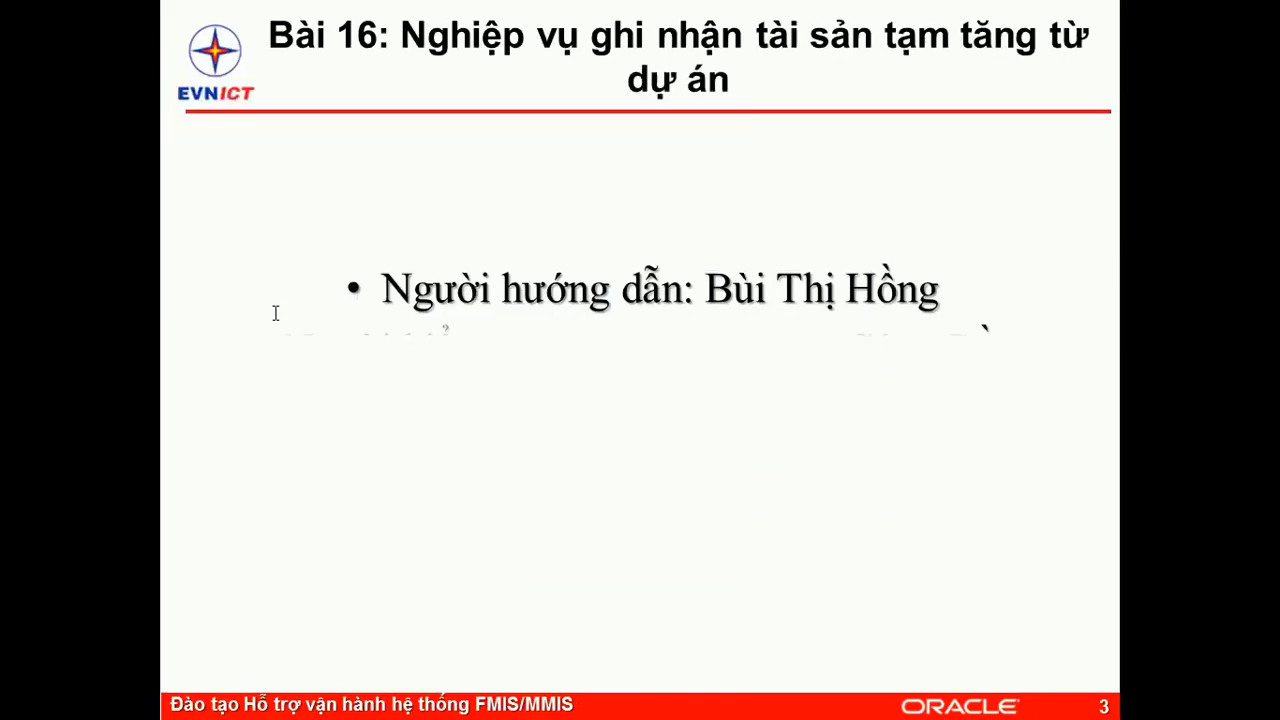 Bài 16: Nghiệp vụ ghi nhận tài sản tạm tăng từ
dự án
EVNICT
• Người hướng dẫn: Bùi Thị Hồng
Đào tạo Hỗ trợ vận hành hệ thống FMIS/MMIS
ORACLE
3